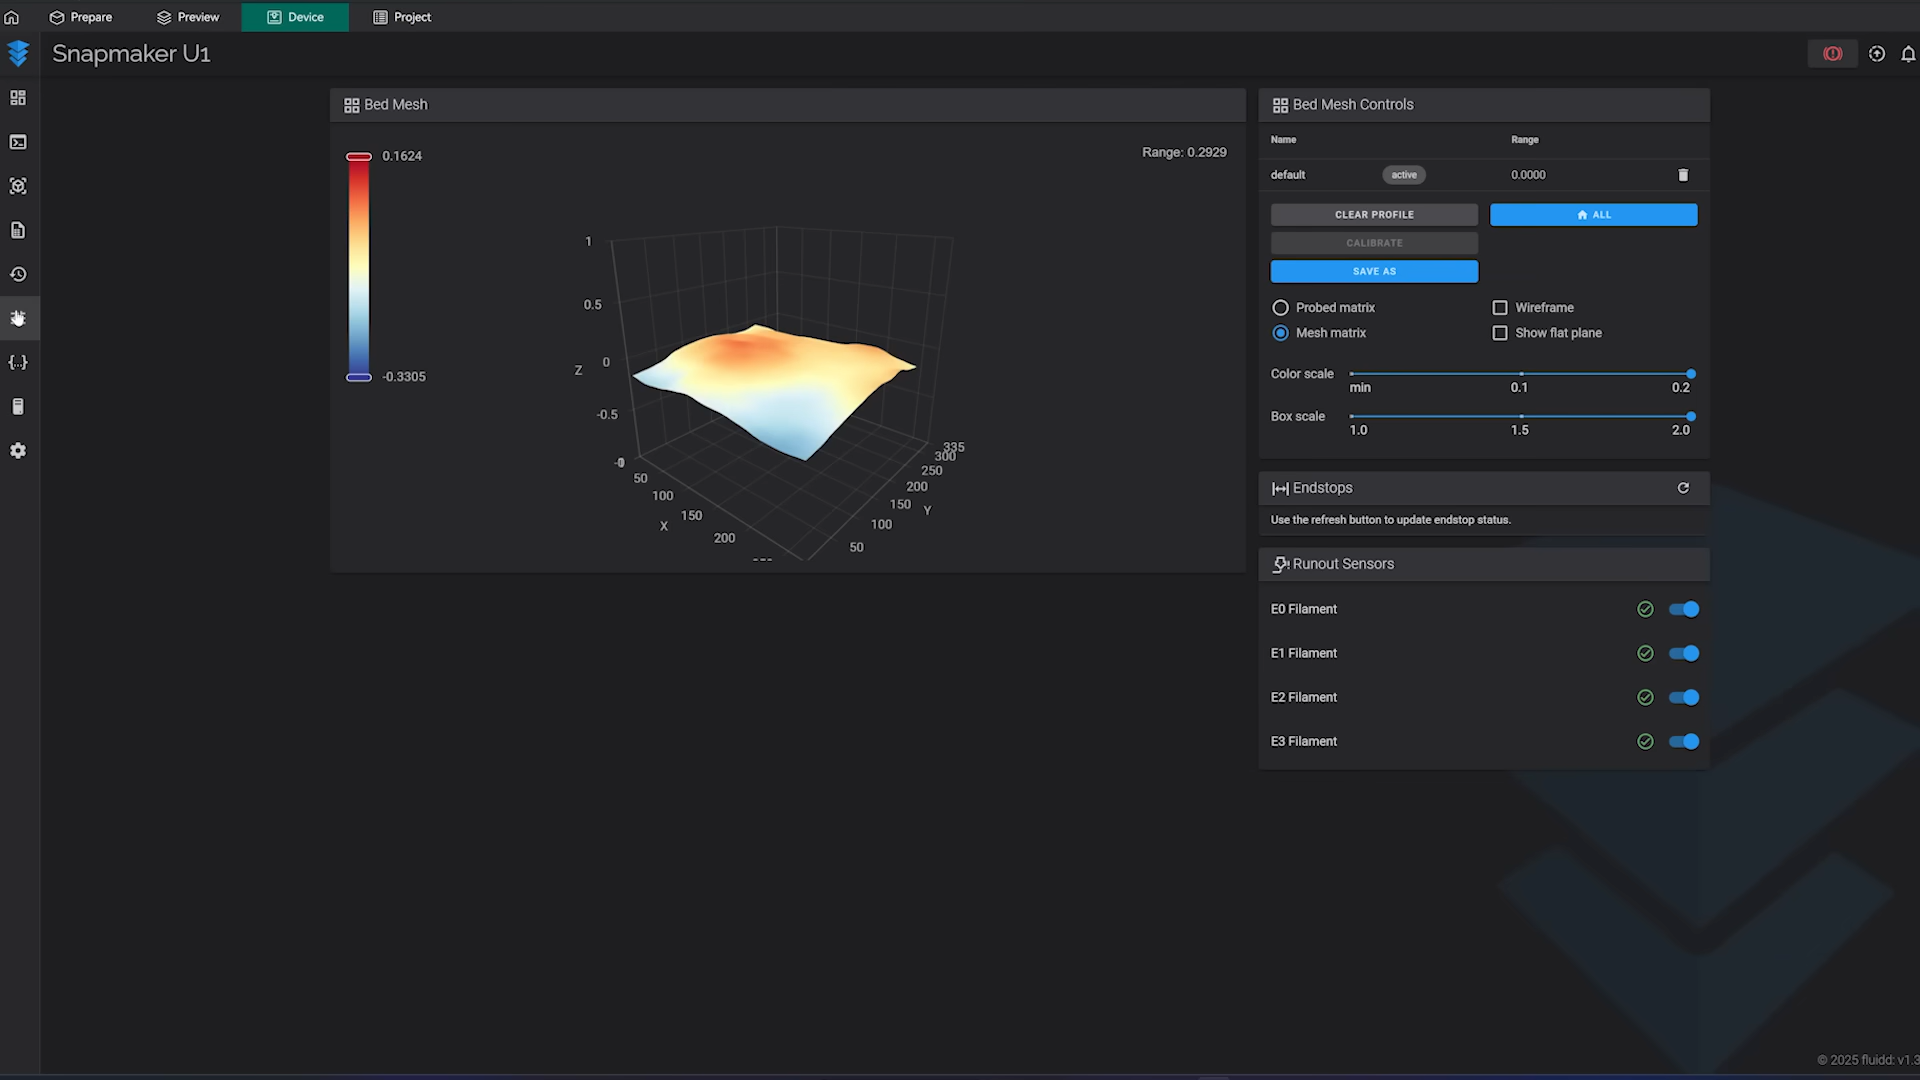 Prepare
Preview
Device
Project
Snapmaker U1
Bed Mesh
0.1624
Range: 0.2929
-0.3305
1
0.5
0
Z
-0.5
50
100
150
X
200
335
300
250
200
150
Y
100
50
Bed Mesh Controls
Name Range
default active 0.0000
CLEAR PROFILE
ALL
CALIBRATE
SAVE AS
Probed matrix
Wireframe
Mesh matrix
Show flat plane
Color scale
min 0.1 0.2
Box scale
1.0 1.5 2.0
Endstops
Use the refresh button to update endstop status.
Runout Sensors
E0 Filament
E1 Filament
E2 Filament
E3 Filament
© 2025 fluidd: v1.3